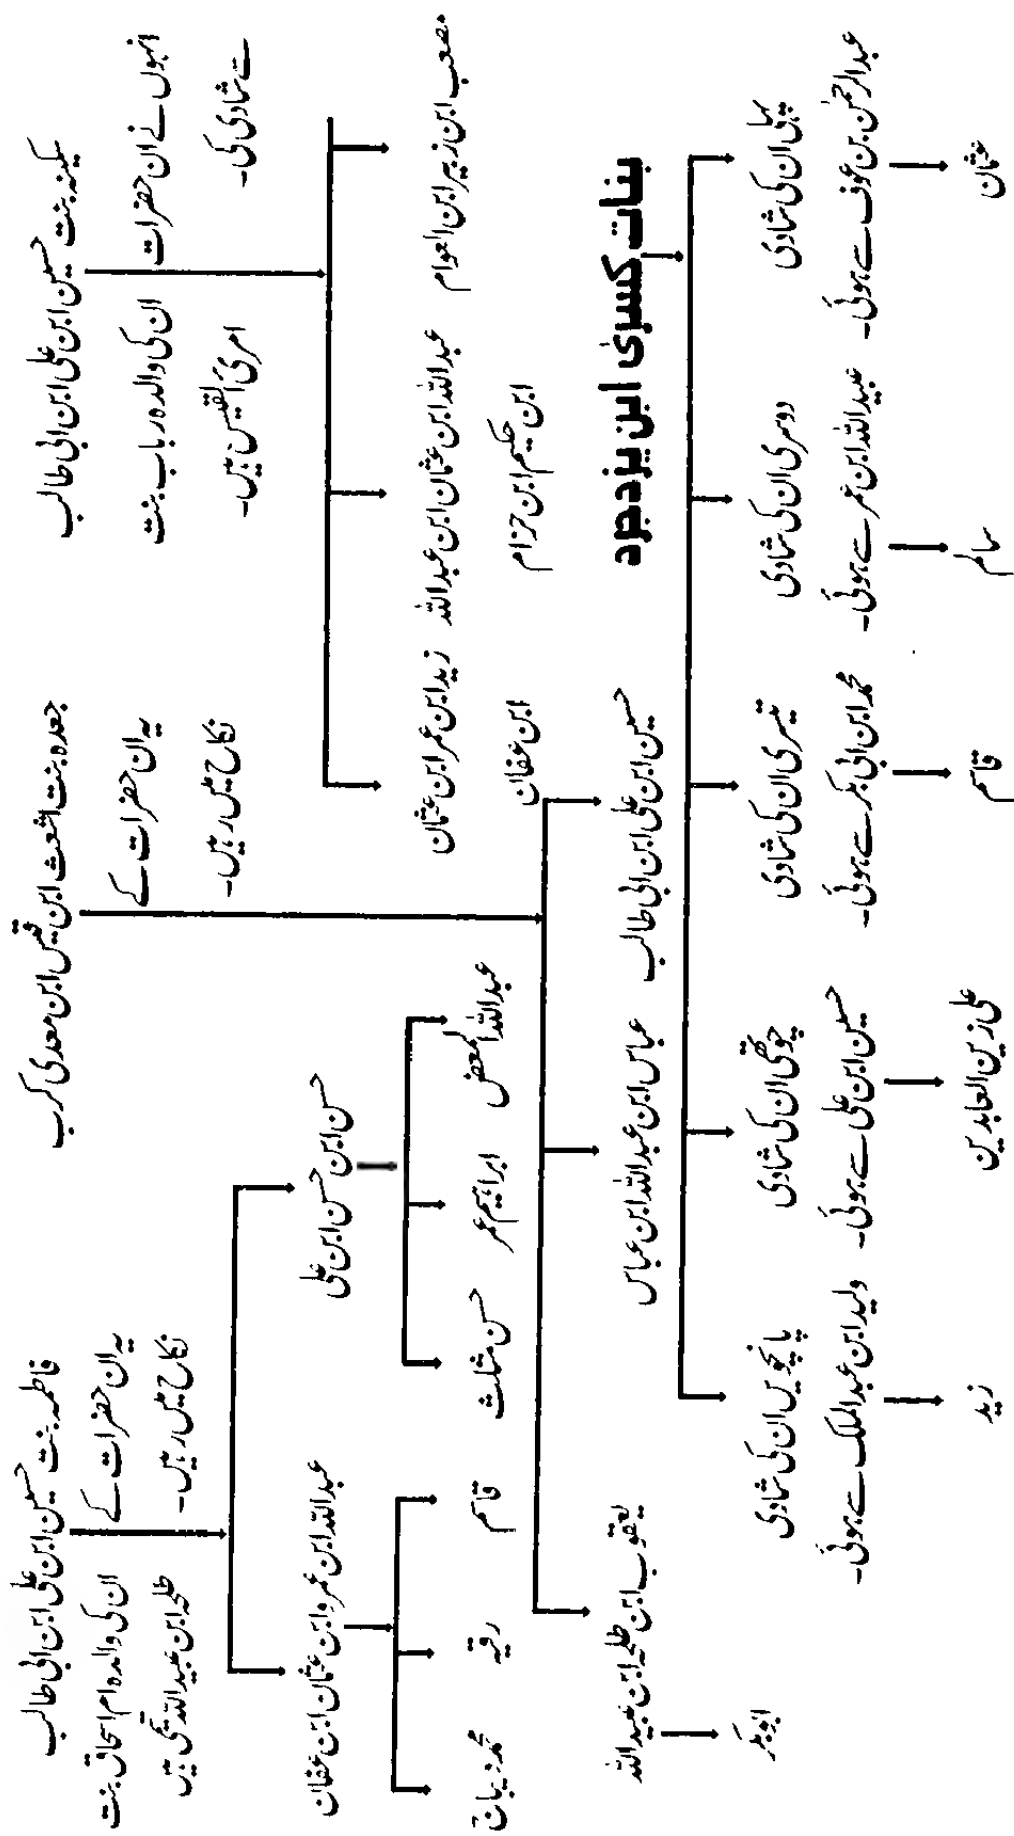 سکینہ بنت
حسین ابن علی ابن ابی طالب
انہوں نے ان حضرات
سے شادی کی۔
ان کی والدہ رباب بنت
امری القیس ہیں۔
مصعب ابن زبیر ابن العوام
عبداللہ ابن عثمان ابن عبداللہ
ابن حکیم ابن حزام
زید ابن عمر ابن عثمان
ابن عفان
جعدہ بنت اشعث ابن قیس ابن معدی کرب
یہ ان حضرات کے
نکاح میں رہیں۔
حسین ابن علی ابن ابی طالب
عباس ابن عبداللہ ابن عباس
یعقوب ابن طلحہ ابن عبیداللہ
ابوبکر
فاطمہ بنت
حسین ابن علی ابن ابی طالب
یہ ان حضرات کے
نکاح میں رہیں۔
ان کی والدہ ام اسحاق بنت
طلحہ ابن عبیداللہ تیمی ہیں
حسن ابن حسن ابن علی
عبداللہ المحض
ابراہیم عمر
حسن مثلث
عبداللہ ابن عمرو ابن عثمان ابن عفان
قاسم
رقیہ
محمد دیباج
بنات کسریٰ ابن یزدجرد
پہلی ان کی شادی
عبدالرحمٰن بن عوف سے ہوئی۔
عثمان
دوسری ان کی شادی
عبیداللہ ابن عمر سے ہوئی۔
سالم
تیسری ان کی شادی
محمد ابن ابی بکر سے ہوئی۔
قاسم
چوتھی ان کی شادی
حسین ابن علی سے ہوئی۔
علی زین العابدین
پانچویں ان کی شادی
ولید ابن عبدالملک سے ہوئی۔
زید